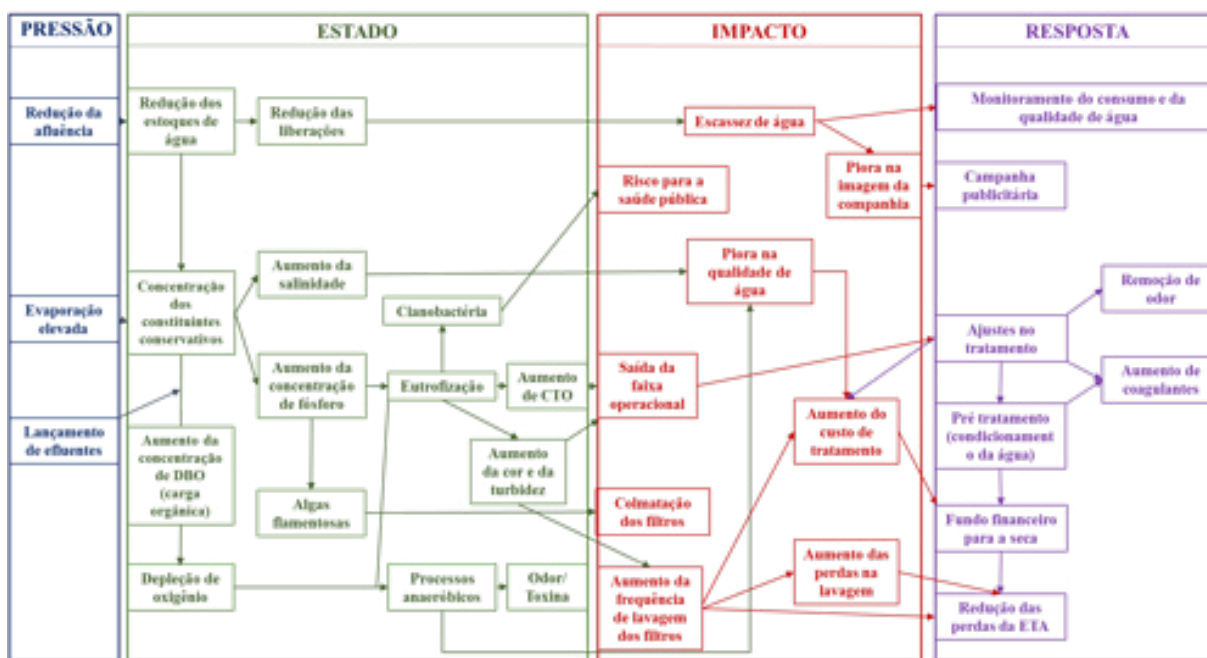 PRESSÃO
ESTADO
IMPACTO
RESPOSTA
Redução da
afluência
Redução dos
estoques de
água
Redução das
liberações
Escassez de água
Monitoramento do consumo e da
qualidade de água
Risco para a
saúde pública
Piora na
imagem da
companhia
Campanha
publicitária
Evaporação
elevada
Concentração
dos
constituintes
conservativos
Aumento da
salinidade
Cianobactéria
Piora na
qualidade de
água
Remoção de
odor
Ajustes no
tratamento
Aumento da
concentração
de fósforo
Eutrofização
Aumento
de CTO
Saída da
faixa
operacional
Aumento de
coagulantes
Lançamento
de efluentes
Aumento da
concentração
de DBO
(carga
orgânica)
Aumento
da cor e da
turbidez
Aumento do
custo de
tratamento
Pré tratamento
(condicionament
o da água)
Algas
flamentosas
Colmatação
dos filtros
Fundo financeiro
para a seca
Depleção de
oxigênio
Processos
anaeróbicos
Odor/
Toxina
Aumento da
frequência
de lavagem
dos filtros
Aumento das
perdas na
lavagem
Redução das
perdas da ETA